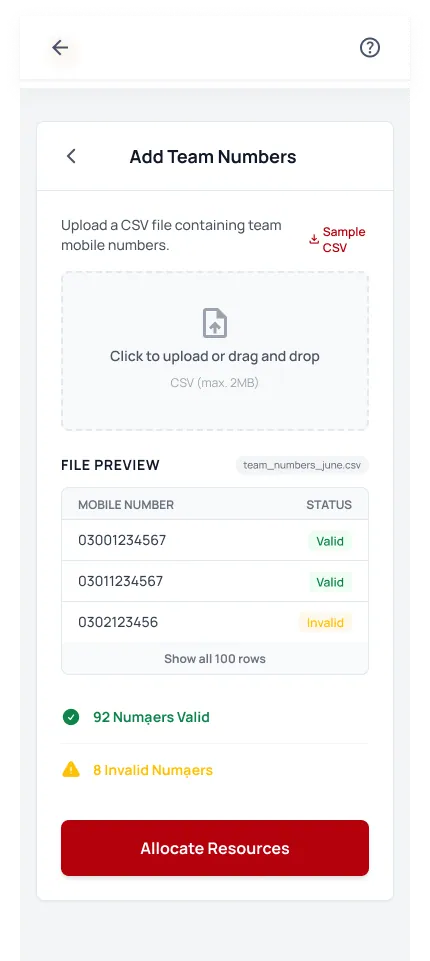 Add Team Numbers
Upload a CSV file containing team
mobile numbers.
Sample
CSV
Click to upload or drag and drop
CSV (max. 2MB)
FILE PREVIEW
team_numbers_june.csv
MOBILE NUMBER STATUS
03001234567 Valid
03011234567 Valid
0302123456 Invalid
Show all 100 rows
92 Numạers Valid
8 Invalid Numạers
Allocate Resources